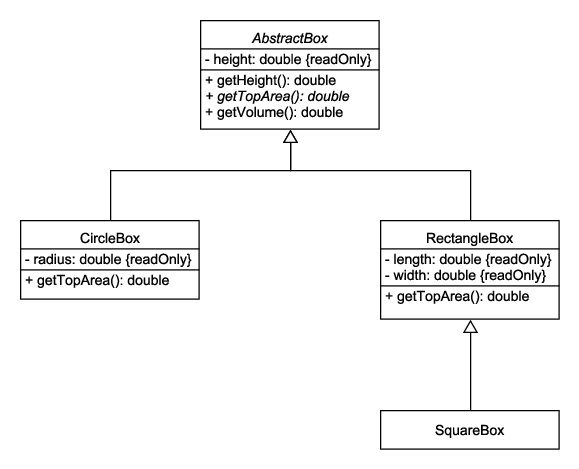 AbstractBox
- height: double {readOnly}
+ getHeight(): double
+ getTopArea(): double
+ getVolume(): double
CircleBox
- radius: double {readOnly}
+ getTopArea(): double
RectangleBox
- length: double {readOnly}
- width: double {readOnly}
+ getTopArea(): double
SquareBox